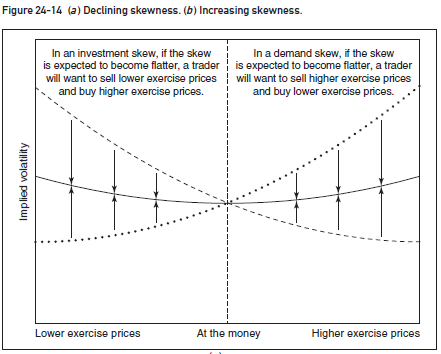 Figure 24-14 (a) Declining skewness. (b) Increasing skewness.
In an investment skew, if the skew
is expected to become flatter, a trader
will want to sell lower exercise prices
and buy higher exercise prices.
In a demand skew, if the skew
is expected to become flatter, a trader
will want to sell higher exercise prices
and buy lower exercise prices.
Implied volatility
Lower exercise prices
At the money
Higher exercise prices